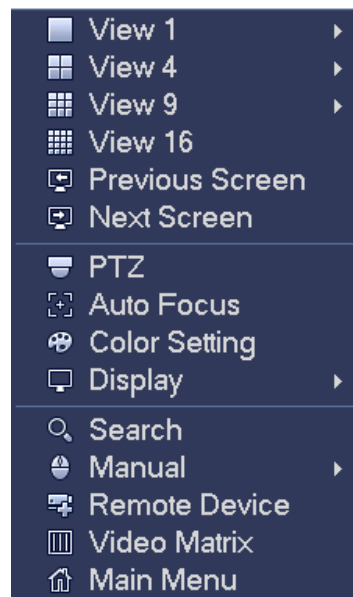 View 1
View 4
View 9
View 16
Previous Screen
Next Screen
PTZ
Auto Focus
Color Setting
Display
Search
Manual
Remote Device
Video Matrix
Main Menu